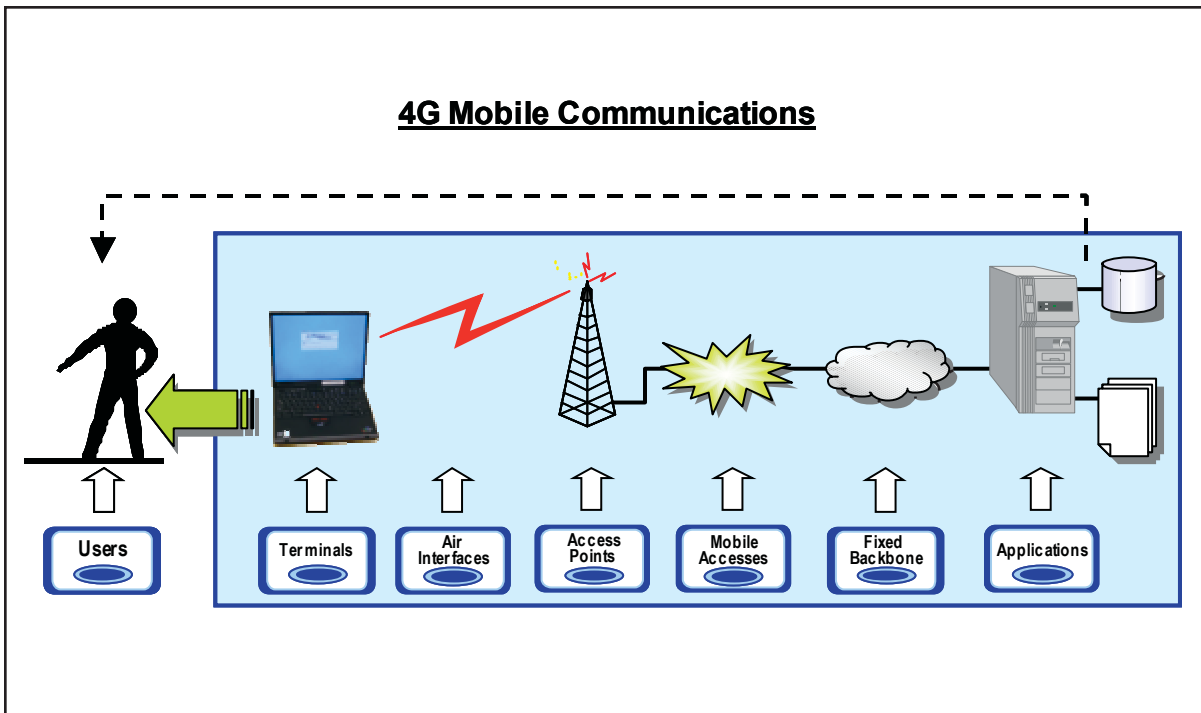 4G Mobile Communications
Users
Terminals
Air
Interfaces
Access
Points
Mobile
Accesses
Fixed
Backbone
Applications